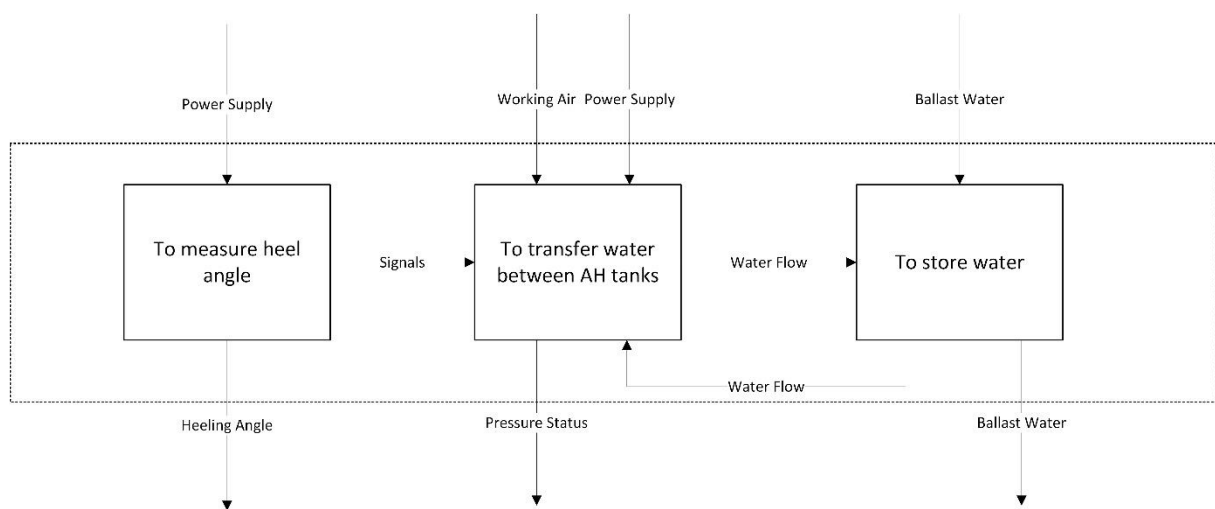 Power Supply
Working Air
Power Supply
Ballast Water
To measure heel
angle
Signals
To transfer water
between AH tanks
Water Flow
To store water
Water Flow
Heeling Angle
Pressure Status
Ballast Water